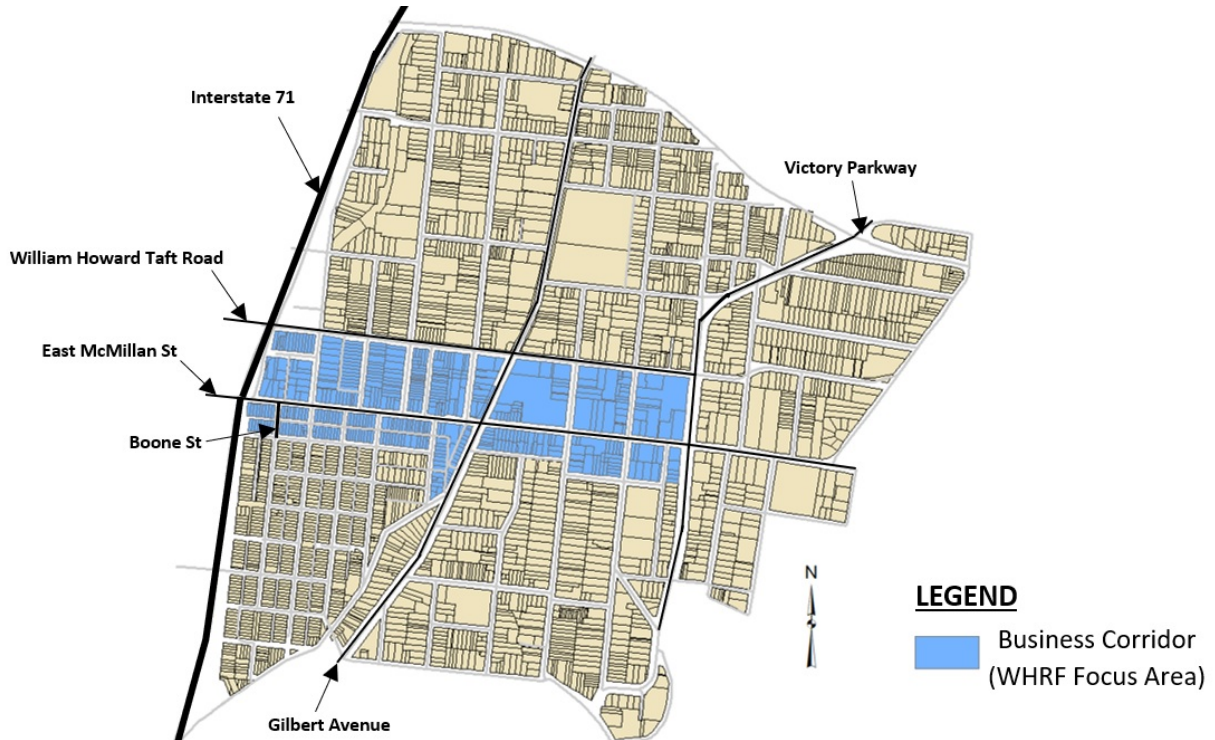 Interstate 71
Victory Parkway
William Howard Taft Road
East McMillan St
Boone St
N
LEGEND
Business Corridor
(WHRF Focus Area)
Gilbert Avenue